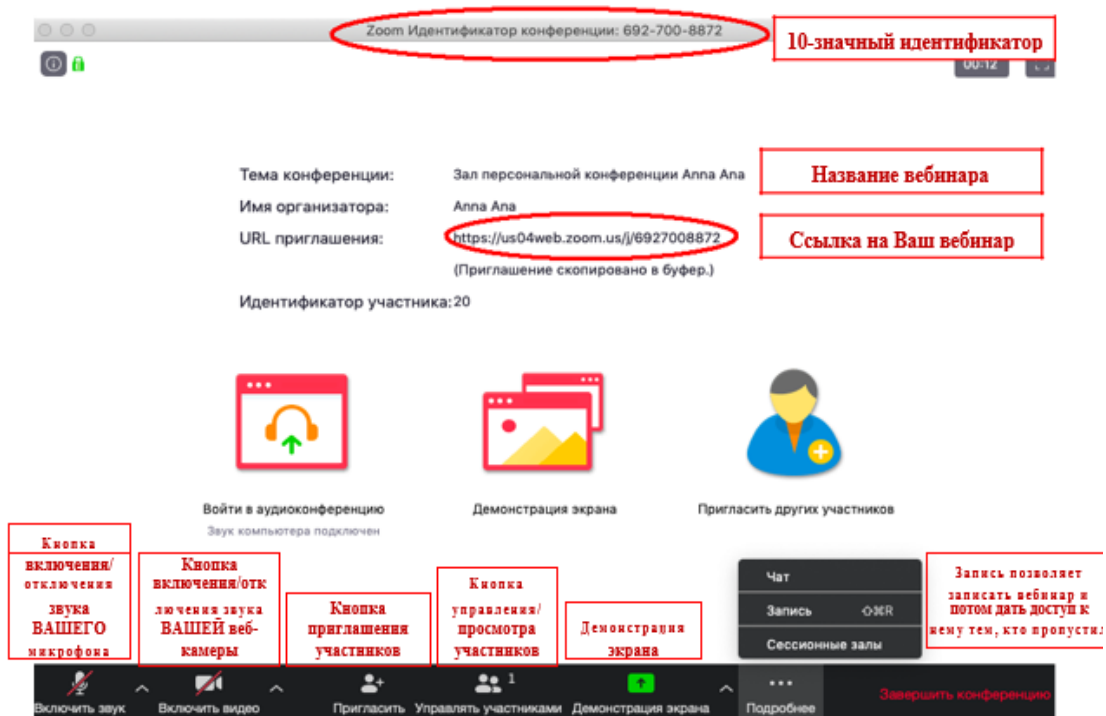 Zoom Идентификатор конференции: 692-700-8872
10-значный идентификатор
00:12
Тема конференции: Зал персональной конференции Anna Ana
Название вебинара
Имя организатора: Anna Ana
URL приглашения: https://us04web.zoom.us/j/6927008872
Ссылка на Ваш вебинар
(Приглашение скопировано в буфер.)
Идентификатор участника: 20
Войти в аудиоконференцию
Звук компьютера подключен
Демонстрация экрана
Пригласить других участников
Кнопка
включения/
отключения
звука
ВАШЕГО
микрофона
Кнопка
включения/отк
лючения звука
ВАШЕЙ веб-
камеры
Кнопка
приглашения
участников
Кнопка
управления/
просмотра
участников
Демонстрация
экрана
Чат
Запись ⇧⌘R
Сессионные залы
Запись позволяет
записать вебинар и
потом дать доступ к
нему тем, кто пропустил
Включить звук
Включить видео
Пригласить
Управлять участниками
1
Демонстрация экрана
Подробнее
Завершить конференцию